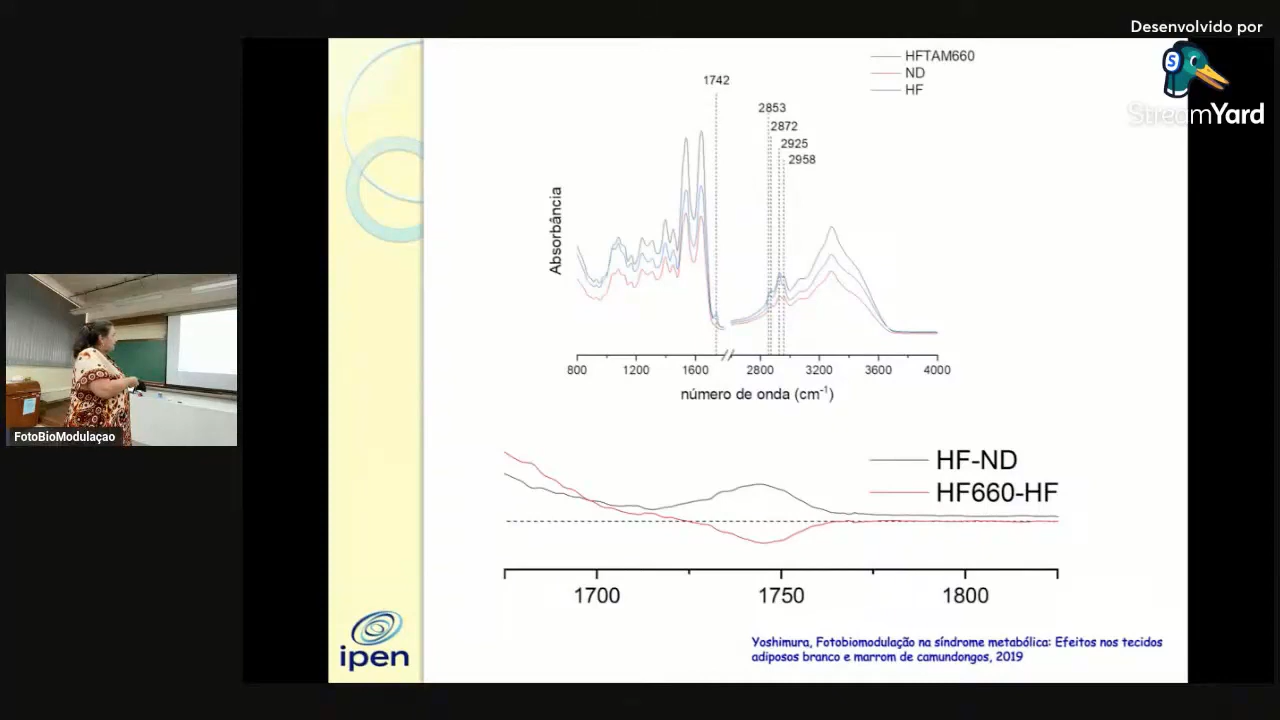 Desenvolvido por
StreamYard
HFTAM660
ND
HF
1742
2853
2872
2925
2958
Absorbância
800 1200 1600 2800 3200 3600 4000
número de onda (cm-1)
FotoBioModulaçao
HF-ND
HF660-HF
1700 1750 1800
ipen
Yoshimura, Fotobiomodulação na síndrome metabólica: Efeitos nos tecidos
adiposos branco e marrom de camundongos, 2019